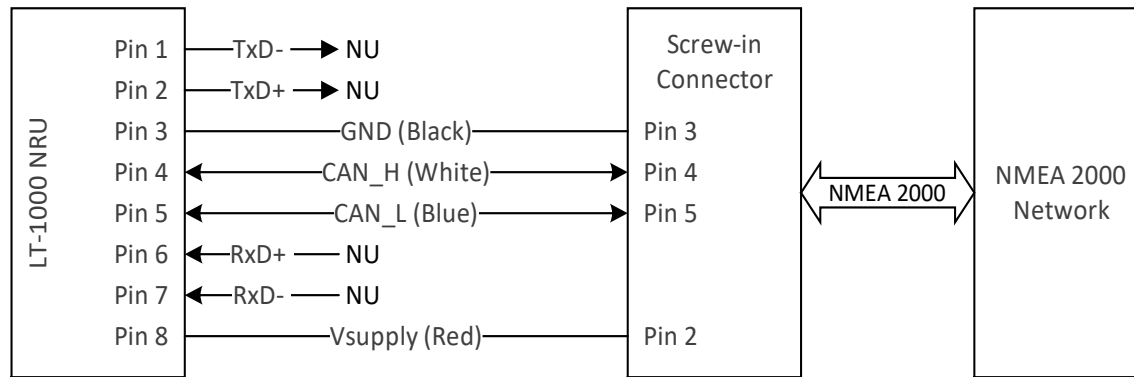 LT-1000 NRU
Pin 1 TxD- NU
Pin 2 TxD+ NU
Pin 3 GND (Black) Pin 3
Pin 4 CAN_H (White) Pin 4
Pin 5 CAN_L (Blue) Pin 5
Pin 6 RxD+ NU
Pin 7 RxD- NU
Pin 8 Vsupply (Red) Pin 2
Screw-in
Connector
NMEA 2000
NMEA 2000
Network